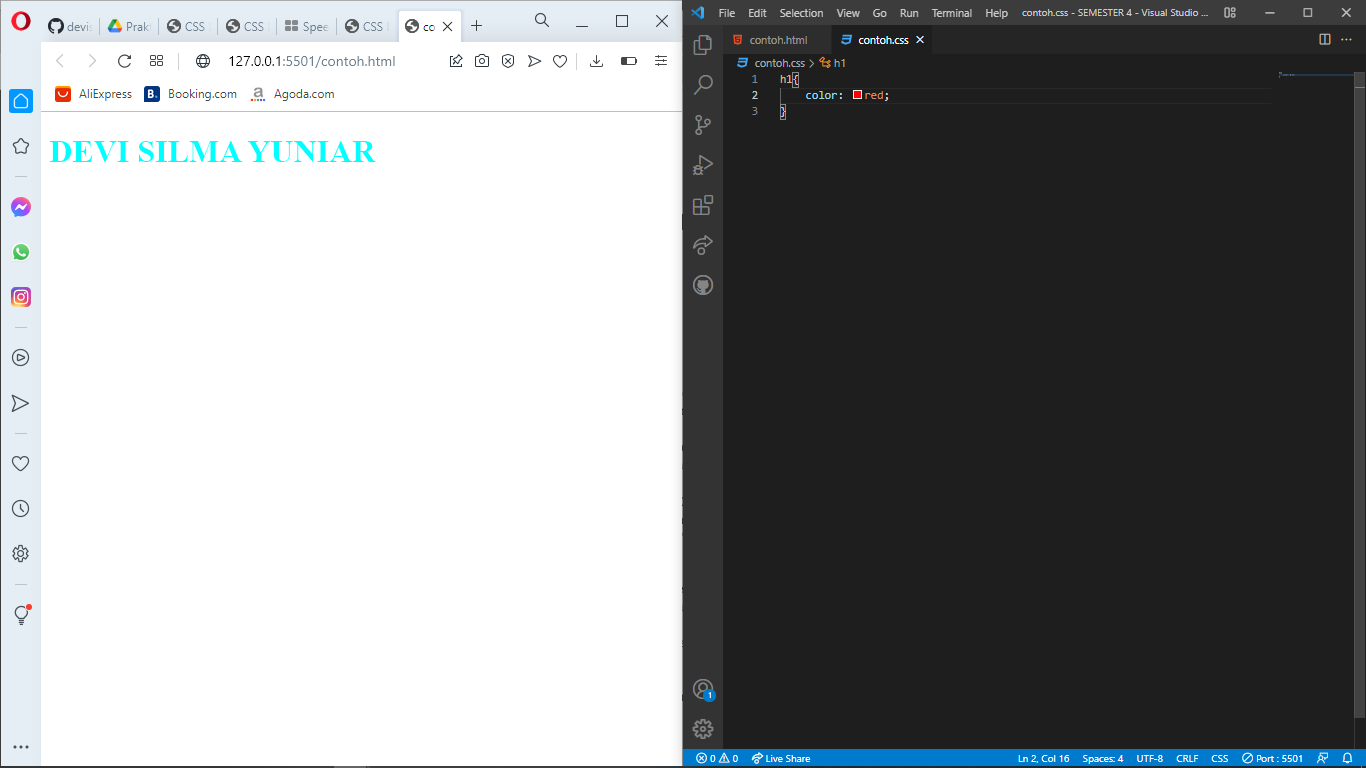 devis
Prakt
CSS
CSS
Spee
CSS
co
127.0.0.1:5501/contoh.html
AliExpress
B. Booking.com
a Agoda.com
DEVI SILMA YUNIAR
File Edit Selection View Go Run Terminal Help contoh.css - SEMESTER 4 - Visual Studio ...
contoh.html contoh.css
contoh.css > h1
1 h1{
2 color: red;
3 }
1
0 0 Live Share Ln 2, Col 16 Spaces: 4 UTF-8 CRLF CSS Port : 5501